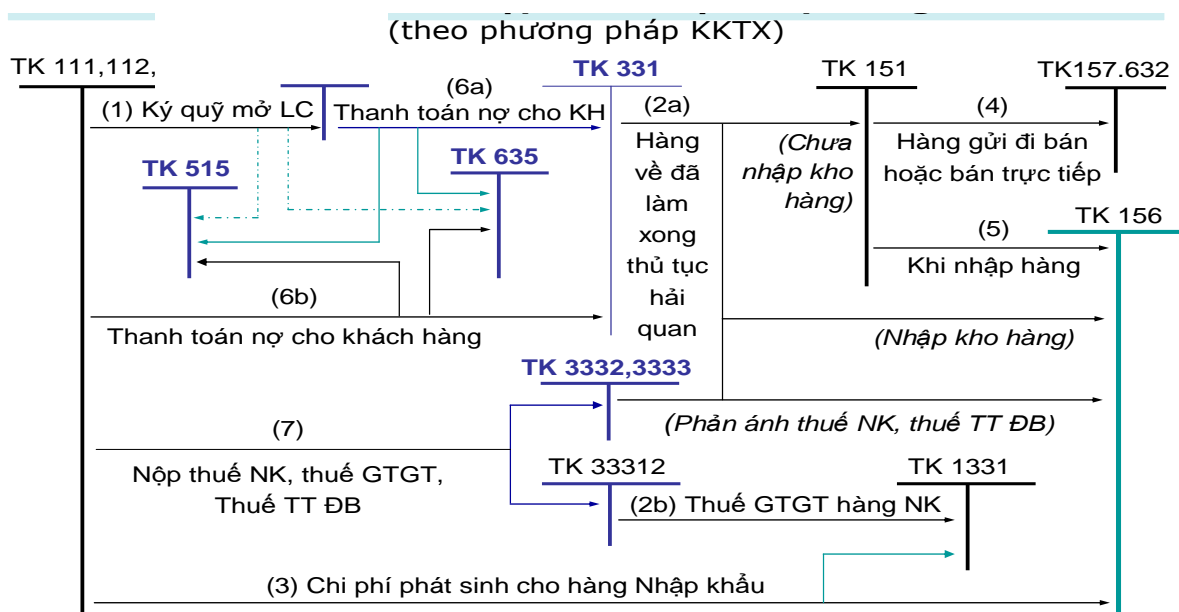 (theo phương pháp KKTX)
TK 111,112,
TK 331
TK 151
TK157.632
(6a)
(1) Ký quỹ mở LC
Thanh toán nợ cho KH
(2a)
(4)
Hàng
về đã
làm
xong
thủ tục
hải
quan
(Chưa
nhập kho
hàng)
Hàng gửi đi bán
hoặc bán trực tiếp
TK 515
TK 635
TK 156
(5)
Khi nhập hàng
(6b)
Thanh toán nợ cho khách hàng
(Nhập kho hàng)
TK 3332,3333
(Phản ánh thuế NK, thuế TT ĐB)
(7)
Nộp thuế NK, thuế GTGT,
Thuế TT ĐB
TK 33312
TK 1331
(2b) Thuế GTGT hàng NK
(3) Chi phí phát sinh cho hàng Nhập khẩu